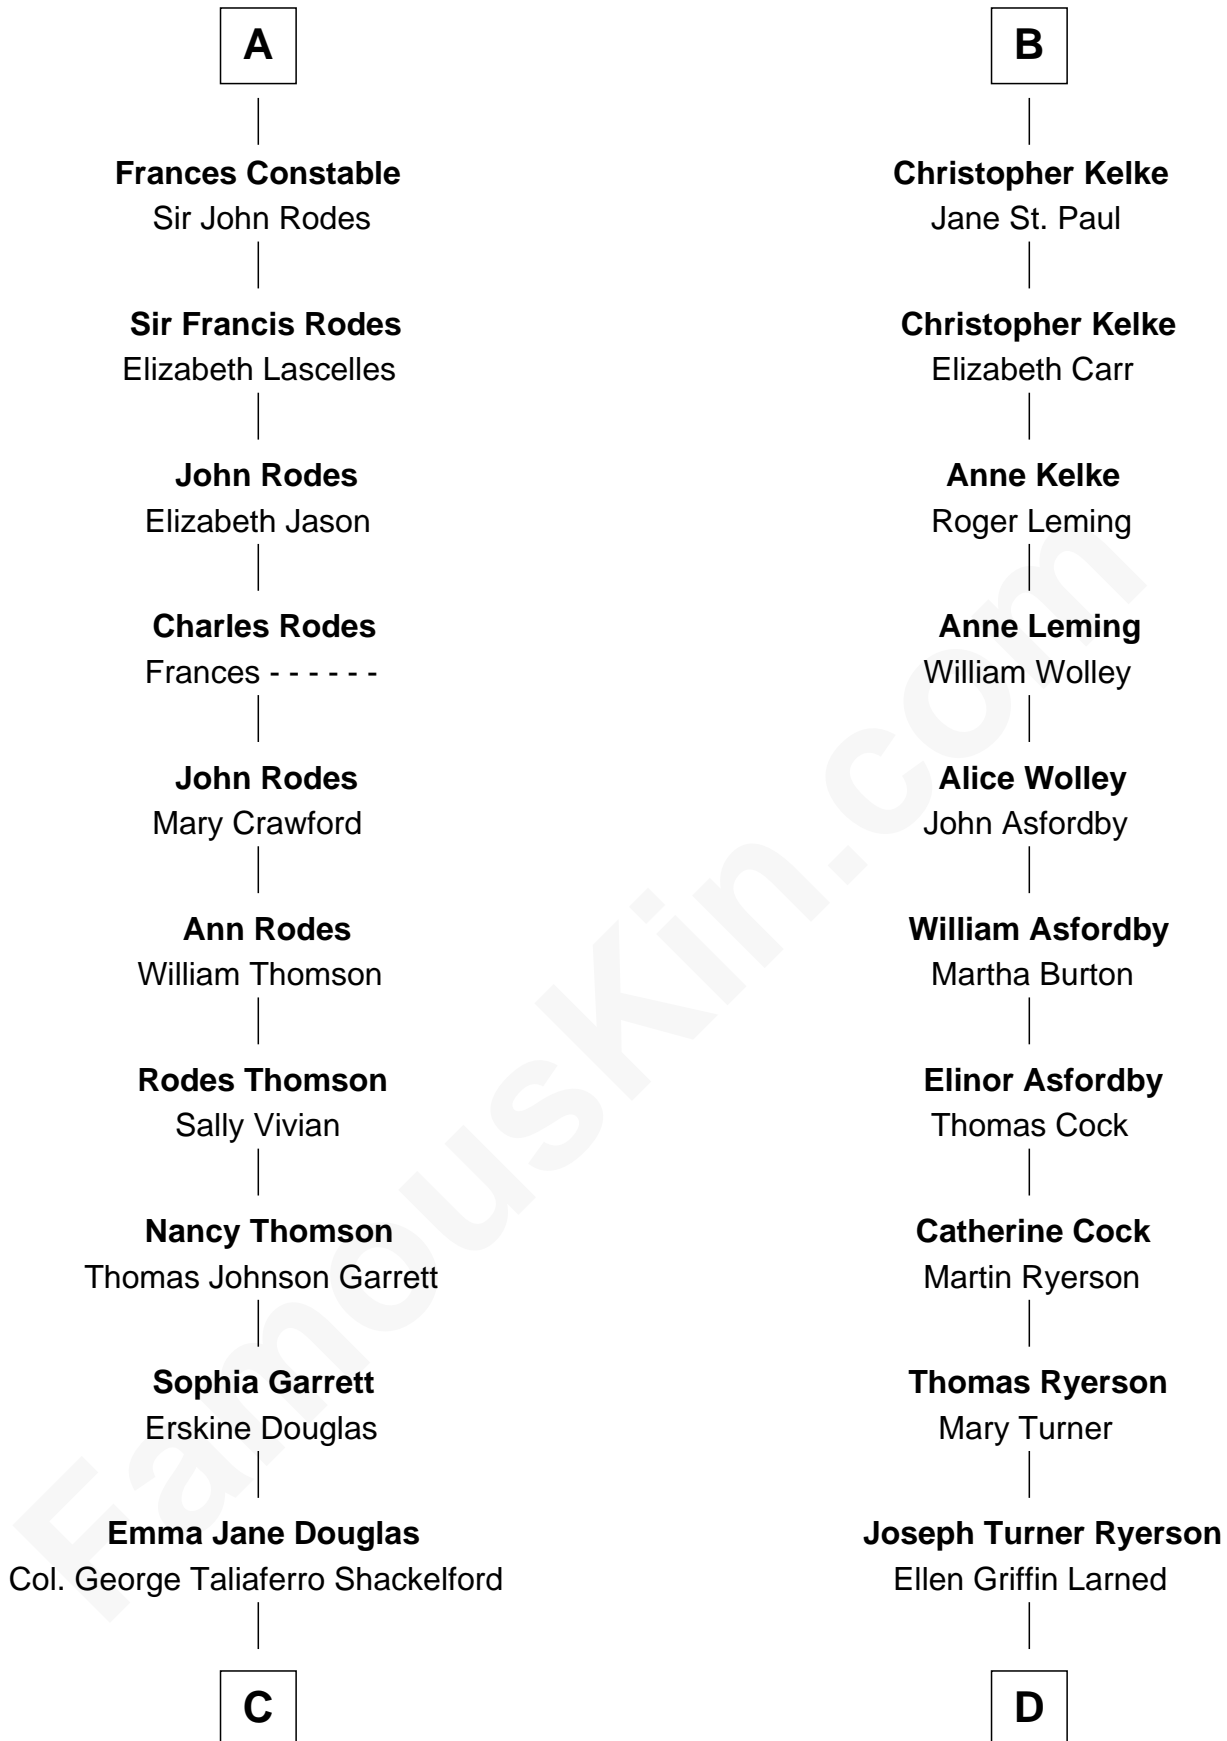 A
Frances Constable
Sir John Rodes
Sir Francis Rodes
Elizabeth Lascelles
John Rodes
Elizabeth Jason
Charles Rodes
Frances - - - - - -
John Rodes
Mary Crawford
Ann Rodes
William Thomson
Rodes Thomson
Sally Vivian
Nancy Thomson
Thomas Johnson Garrett
Sophia Garrett
Erskine Douglas
Emma Jane Douglas
Col. George Taliaferro Shackelford
C
B
Christopher Kelke
Jane St. Paul
Christopher Kelke
Elizabeth Carr
Anne Kelke
Roger Leming
Anne Leming
William Wolley
Alice Wolley
John Asfordby
William Asfordby
Martha Burton
Elinor Asfordby
Thomas Cock
Catherine Cock
Martin Ryerson
Thomas Ryerson
Mary Turner
Joseph Turner Ryerson
Ellen Griffin Larned
D
FamousKin.com